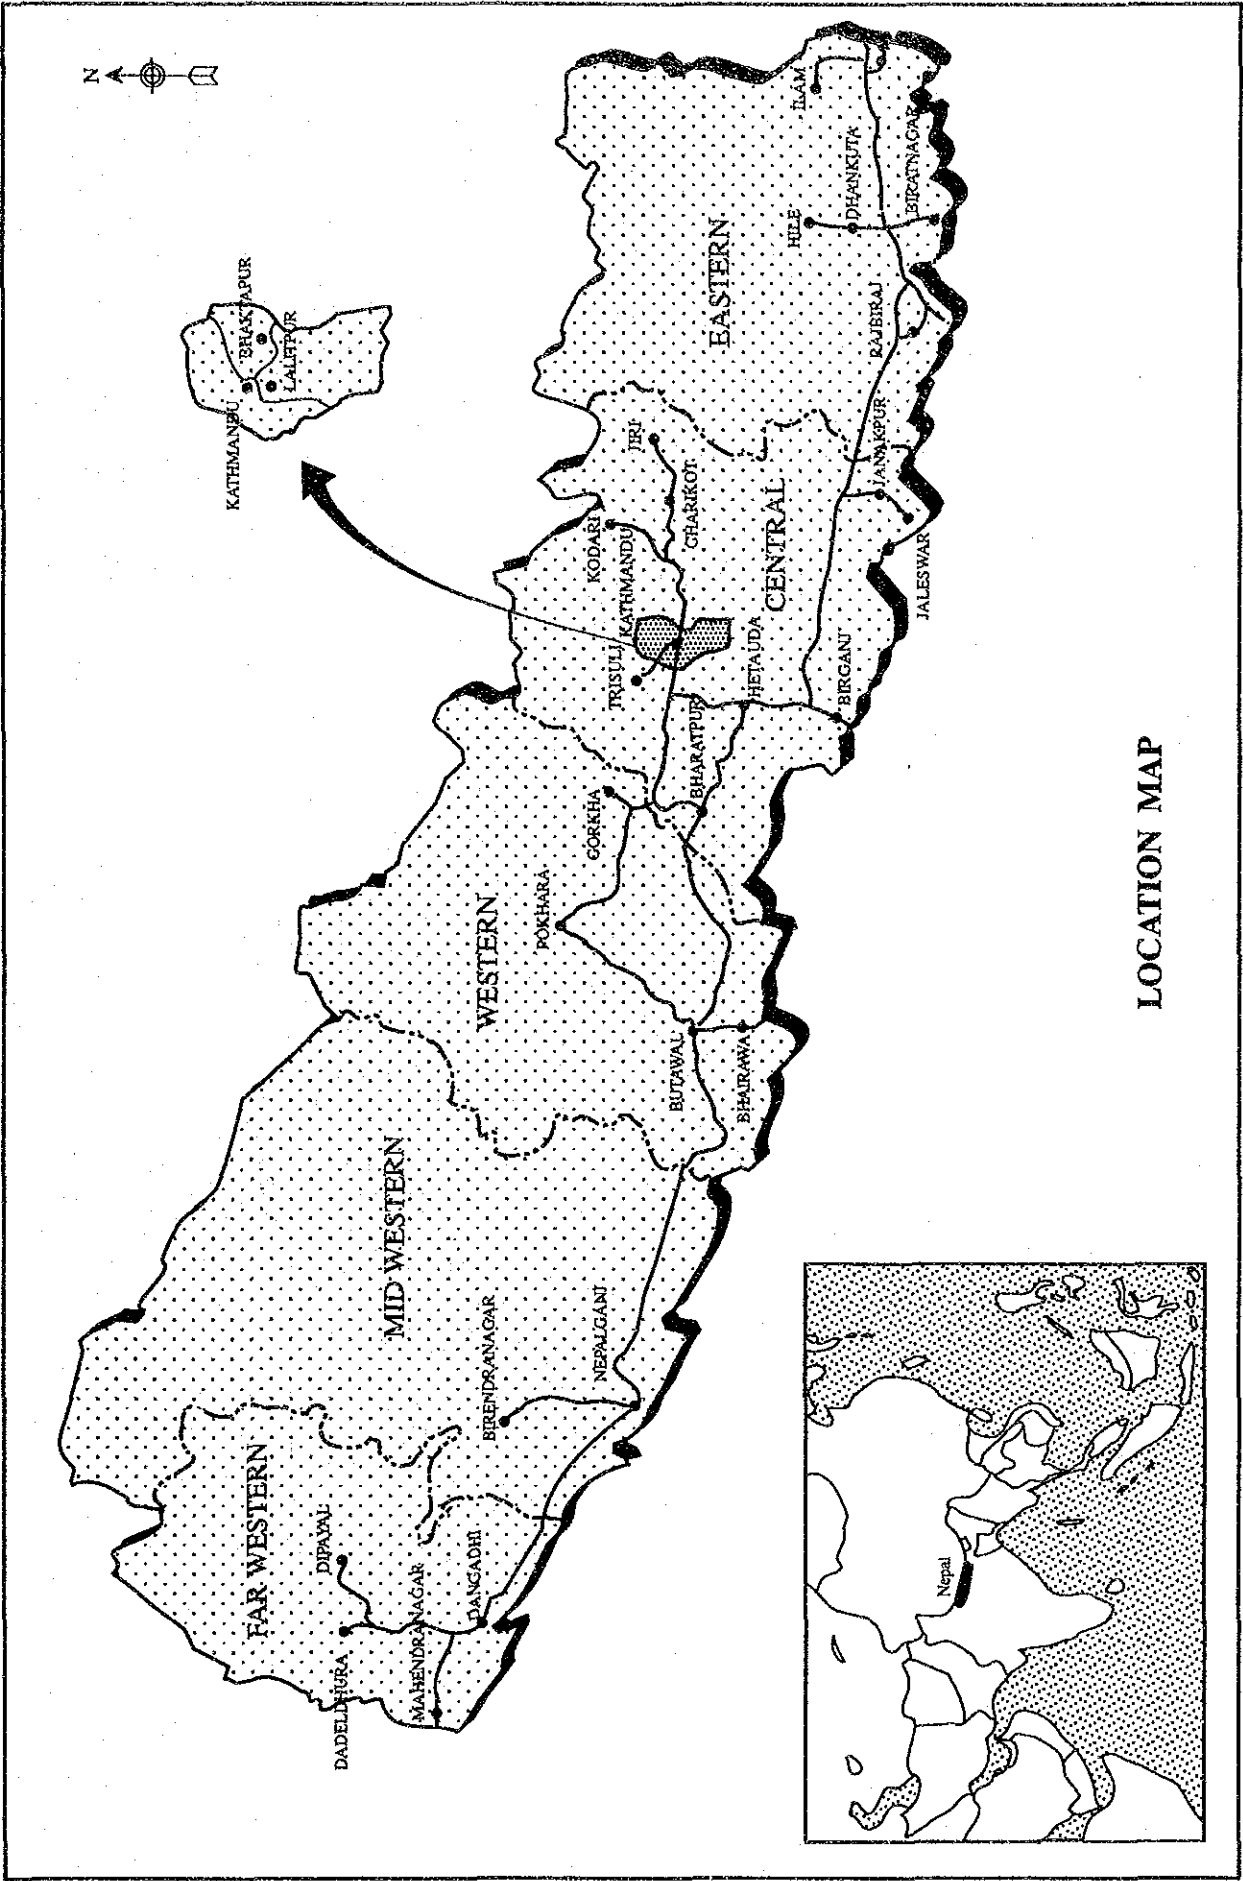 N
FAR WESTERN
DIPAYAL
DADELDHURA
MAHENDRANAGAR
DANGADHI
MID WESTERN
BIRENDRANAGAR
NEPALGANJ
WESTERN
POKHARA
GORKHA
BUTAWAL
BHAIRAWA
BHARATPUR
CENTRAL
TRISULI
KATHMANDU
KODARI
JIRI
CHARIKOT
HETAUDA
BIRGANJ
JANAKPUR
JALESWAR
EASTERN
HILE
DHANKUTA
BIRATNAGAR
RAJBIRAJ
ILAM
KATHMANDU
BHAKTAPUR
LALITPUR
Nepal
LOCATION MAP